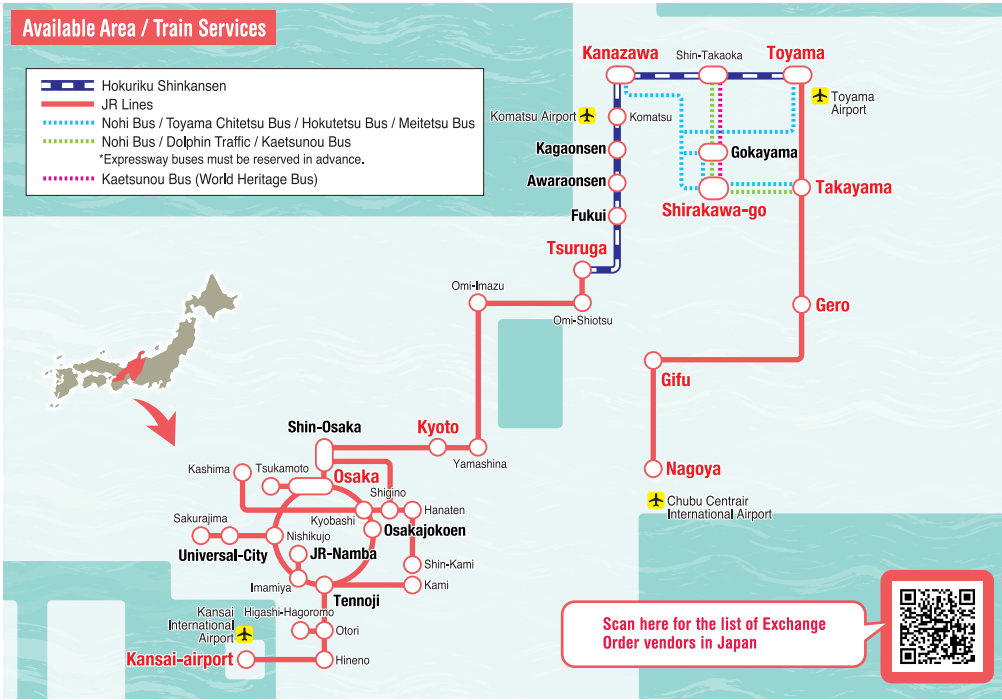 Available Area / Train Services
Hokuriku Shinkansen
JR Lines
Nohi Bus / Toyama Chitetsu Bus / Hokutetsu Bus / Meitetsu Bus
Nohi Bus / Dolphin Traffic / Kaetsunou Bus
*Expressway buses must be reserved in advance.
Kaetsunou Bus (World Heritage Bus)
Kanazawa
Shin-Takaoka
Toyama
Toyama
Airport
Komatsu Airport
Komatsu
Kagaonsen
Gokayama
Awaraonsen
Takayama
Shirakawa-go
Fukui
Tsuruga
Omi-Imazu
Omi-Shiotsu
Gero
Gifu
Nagoya
Chubu Centrair
International Airport
Shin-Osaka
Kyoto
Yamashina
Kashima
Tsukamoto
Osaka
Shigino
Hanaten
Kyobashi
Sakurajima
Osakajokoen
Nishikujo
Universal-City
JR-Namba
Shin-Kami
Imamiya
Kami
Tennoji
Kansai
International
Airport
Higashi-Hagoromo
Otori
Kansai-airport
Hineno
Scan here for the list of Exchange
Order vendors in Japan